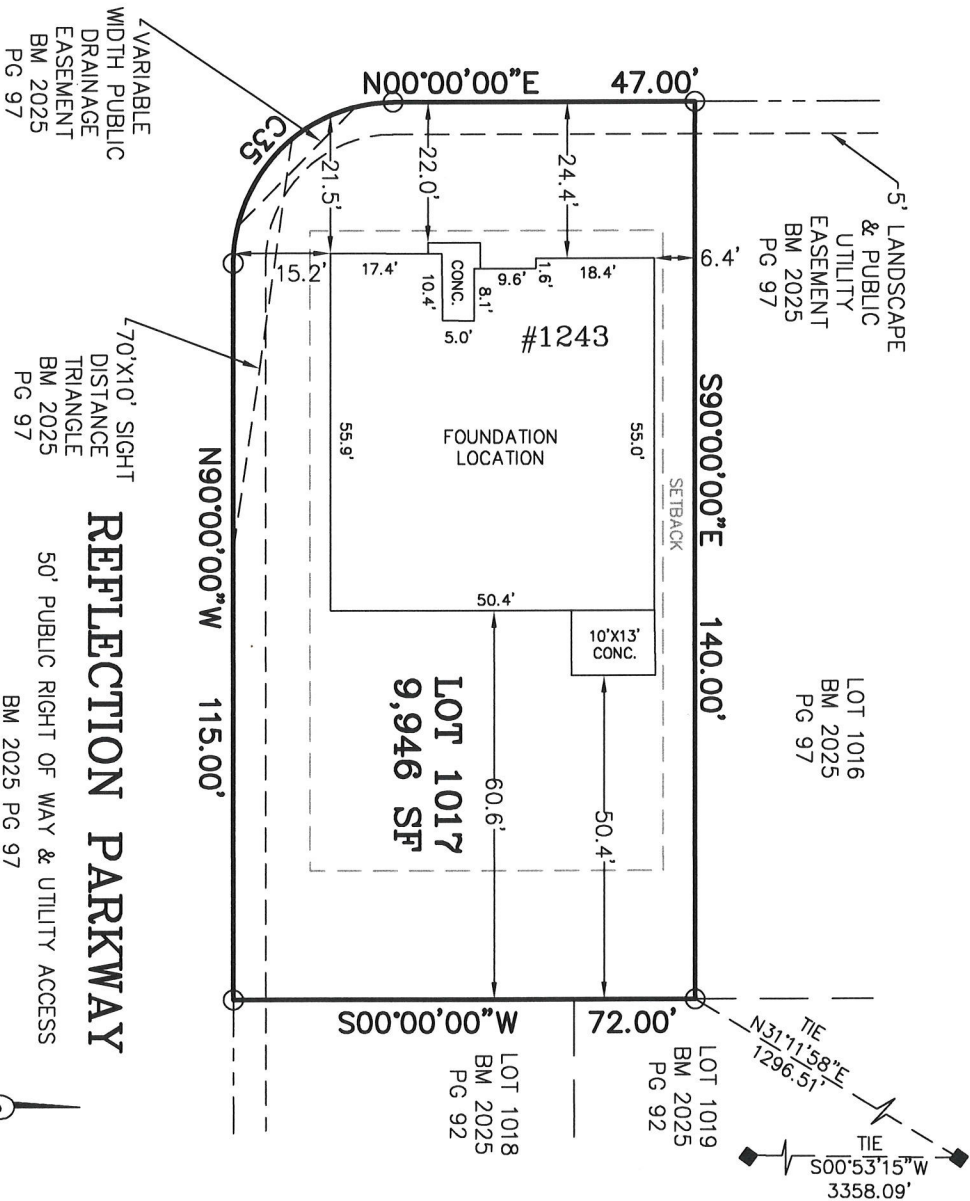 5' LANDSCAPE
& PUBLIC
UTILITY
EASEMENT
BM 2025
PG 97
LOT 1016
BM 2025
PG 97
LOT 1019
BM 2025
PG 92
TIE
N31°11'58"E
1296.51'
TIE
S00°53'15"W
3358.09'
N00°00'00"E
47.00'
S90°00'00"E
140.00'
6.4'
SETBACK
24.4'
22.0'
21.5'
18.4'
1.6'
9.6'
8.1'
CONC.
10.4'
5.0'
17.4'
15.2'
#1243
55.0'
FOUNDATION
LOCATION
55.9'
50.4'
10'X13'
CONC.
50.4'
60.6'
LOT 1017
9,946 SF
S00°00'00"W
72.00'
LOT 1018
BM 2025
PG 92
C35
VARIABLE
WIDTH PUBLIC
DRAINAGE
EASEMENT
BM 2025
PG 97
70'X10' SIGHT
DISTANCE
TRIANGLE
BM 2025
PG 97
N90°00'00"W
115.00'
REFLECTION PARKWAY
50' PUBLIC RIGHT OF WAY & UTILITY ACCESS
BM 2025 PG 97